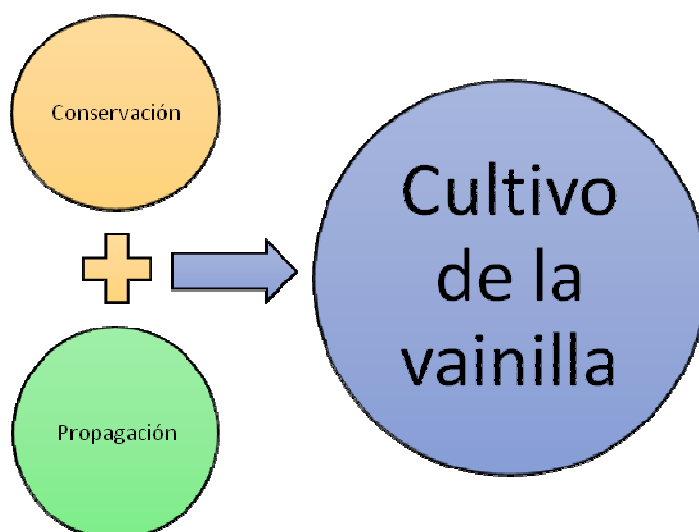 Conservación
Propagación
Cultivo
de la
vainilla